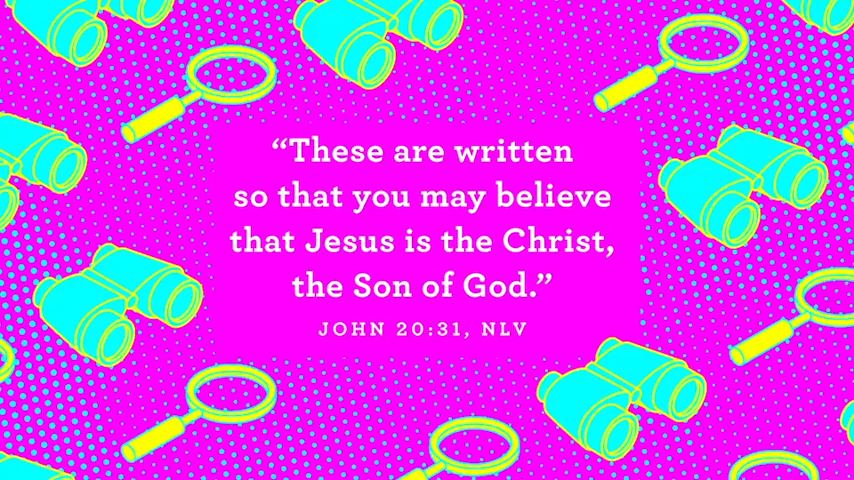 “These are written
so that you may believe
that Jesus is the Christ,
the Son of God.”
JOHN 20:31, NLV